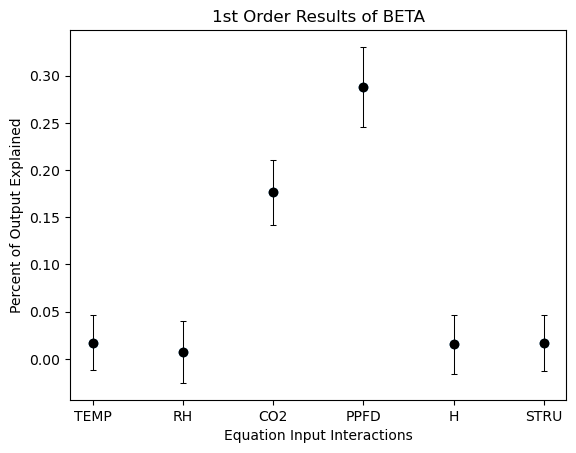 1st Order Results of BETA
Percent of Output Explained
0.30
0.25
0.20
0.15
0.10
0.05
0.00
TEMP RH CO2 PPFD H STRU
Equation Input Interactions